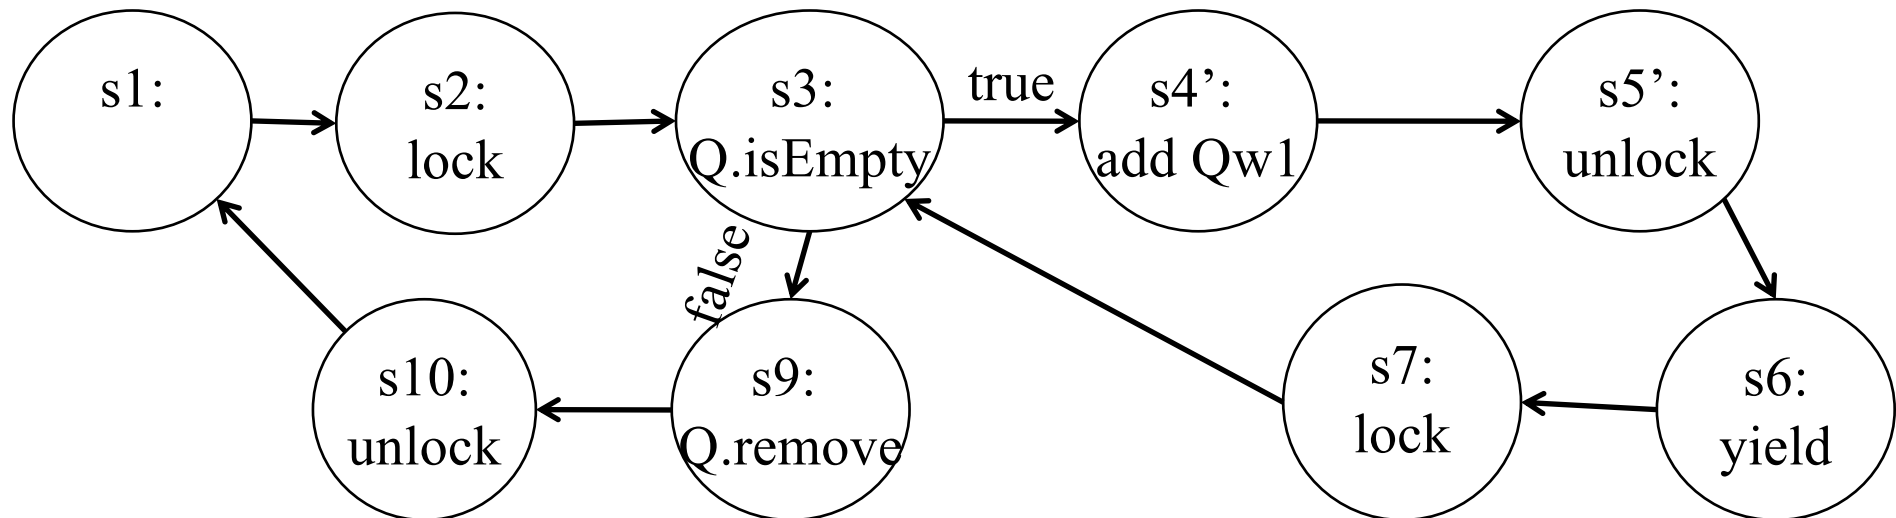 s1:
s2:
lock
s3:
Q.isEmpty
true
s4’:
add Qw1
s5’:
unlock
false
s10:
unlock
s9:
Q.remove
s7:
lock
s6:
yield